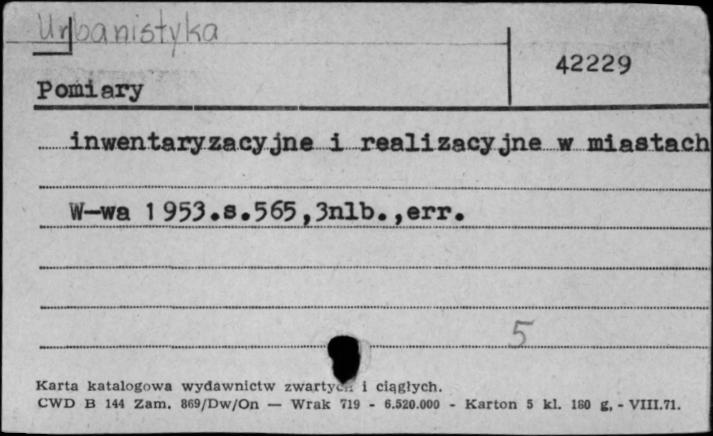 Urbanistyka
42229
Pomiary
inwentaryzacyjne i realizacyjne w miastach
W-wa 1953.s.565,3nlb.,err.
5
Karta katalogowa wydawnictw zwartych i ciągłych.
CWD B 144 Zam. 869/Dw/On — Wrak 719 - 6.520.000 - Karton 5 kl. 180 g, - VIII.71.